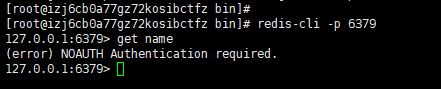 [root@izj6cb0a77gz72kosibctfz bin]#
[root@izj6cb0a77gz72kosibctfz bin]# redis-cli -p 6379
127.0.0.1:6379> get name
(error) NOAUTH Authentication required.
127.0.0.1:6379>